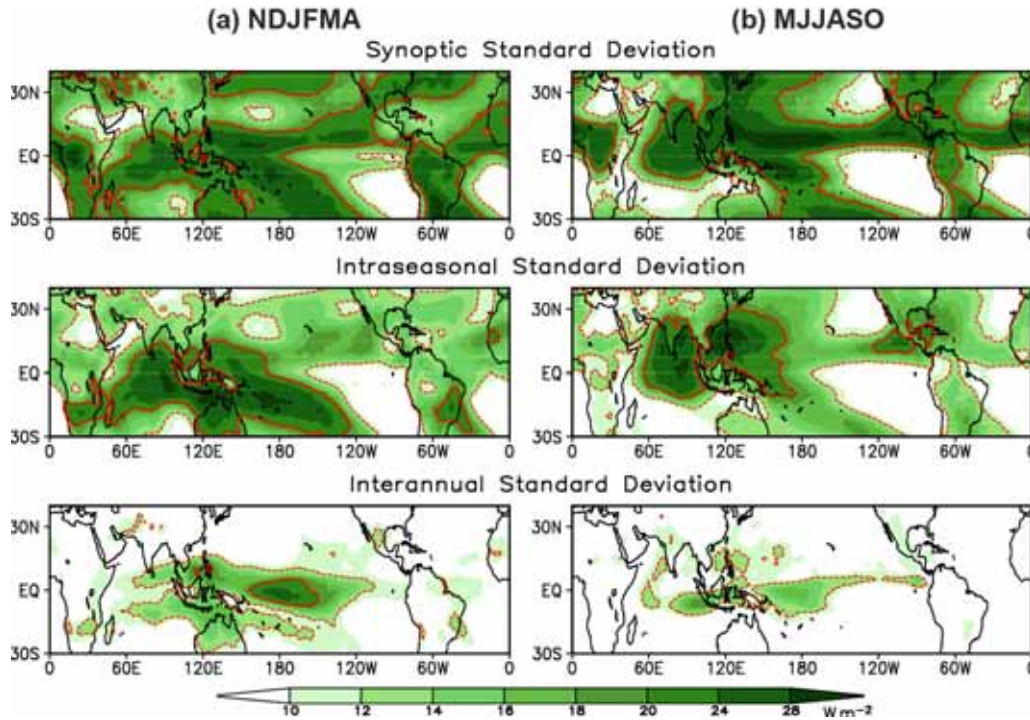 (a) NDJFMA (b) MJJASO
Synoptic Standard Deviation
30N 30N
EQ EQ
30S 30S
60E 120E 180 120W 60W 0 60E 120E 180 120W 60W 0
Intraseasonal Standard Deviation
30N 30N
EQ EQ
30S 30S
60E 120E 180 120W 60W 0 60E 120E 180 120W 60W 0
Interannual Standard Deviation
30N 30N
EQ EQ
30S 30S
0 60E 120E 180 120W 60W 0 0 60E 120E 180 120W 60W 0
10 12 14 16 18 20 24 28 Wm-2